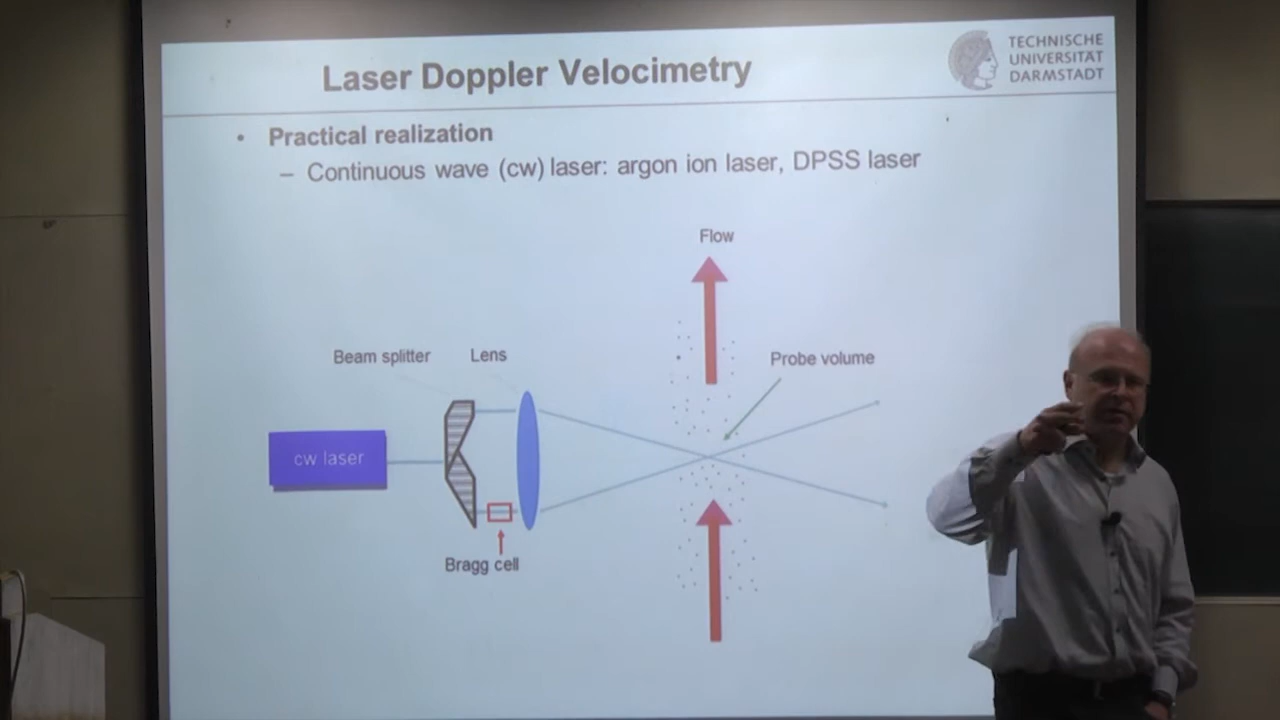 Laser Doppler Velocimetry
TECHNISCHE
UNIVERSITÄT
DARMSTADT
• Practical realization
– Continuous wave (cw) laser: argon ion laser, DPSS laser
Flow
Beam splitter
Lens
Probe volume
cw laser
Bragg cell